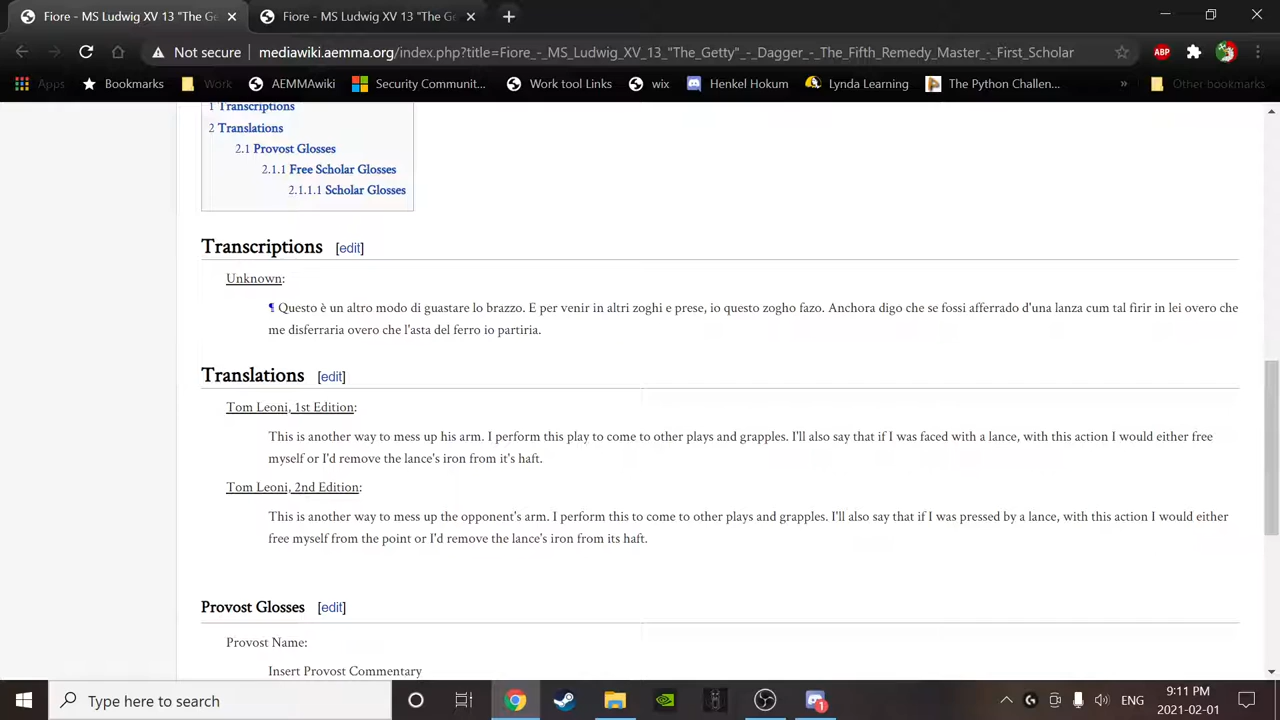 Fiore - MS Ludwig XV 13 "The Ge
Fiore - MS Ludwig XV 13 "The G
Not secure
mediawiki.aemma.org/index.php?title=Fiore_-_MS_Ludwig_XV_13_"The_Getty"_-_Dagger_-_The_Fifth_Remedy_Master_-_First_Scholar
ABP
Apps
Bookmarks
Work
AEMMAwiki
Security Communit...
Work tool Links
wix
Henkel Hokum
Lynda Learning
The Python Challen...
»
Other bookmarks
1 Transcriptions
2 Translations
2.1 Provost Glosses
2.1.1 Free Scholar Glosses
2.1.1.1 Scholar Glosses
Transcriptions [edit]
Unknown:
¶ Questo è un altro modo di guastare lo brazzo. E per venir in altri zoghi e prese, io questo zogho fazo. Anchora digo che se fossi afferrado d'una lanza cum tal firir in lei overo che
me disferraria overo che l'asta del ferro io partiria.
Translations [edit]
Tom Leoni, 1st Edition:
This is another way to mess up his arm. I perform this play to come to other plays and grapples. I'll also say that if I was faced with a lance, with this action I would either free
myself or I'd remove the lance's iron from it's haft.
Tom Leoni, 2nd Edition:
This is another way to mess up the opponent's arm. I perform this to come to other plays and grapples. I'll also say that if I was pressed by a lance, with this action I would either
free myself from the point or I'd remove the lance's iron from its haft.
Provost Glosses [edit]
Provost Name:
Insert Provost Commentary
Type here to search
1
ENG
9:11 PM
2021-02-01